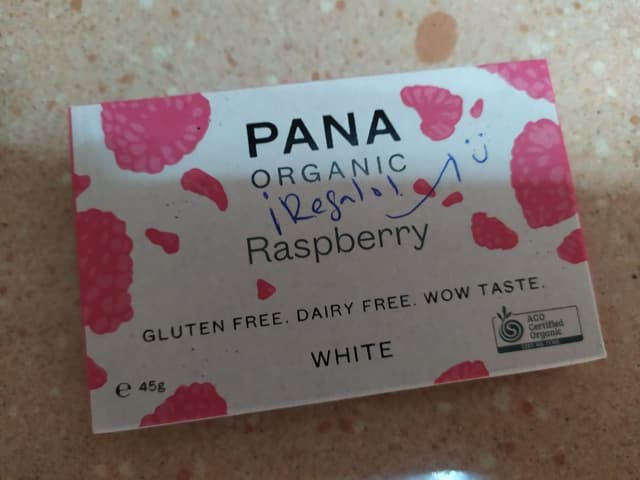 PANA
ORGANIC
¡Regalo!
Raspberry
GLUTEN FREE. DAIRY FREE. WOW TASTE.
WHITE
e 45g
ACO
Certified
Organic